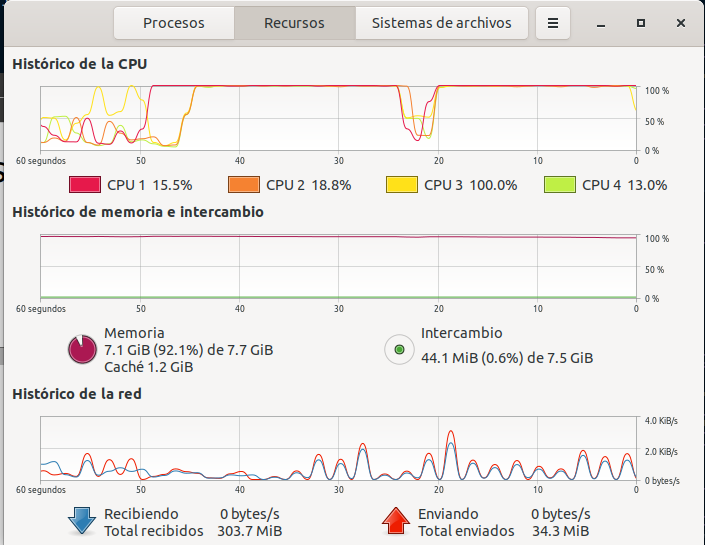 Procesos Recursos Sistemas de archivos
Histórico de la CPU
100 %
50 %
0 %
60 segundos 50 40 30 20 10 0
CPU 1 15.5% CPU 2 18.8% CPU 3 100.0% CPU 4 13.0%
Histórico de memoria e intercambio
100 %
50 %
0 %
60 segundos 50 40 30 20 10 0
Memoria Intercambio
7.1 GiB (92.1%) de 7.7 GiB 44.1 MiB (0.6%) de 7.5 GiB
Caché 1.2 GiB
Histórico de la red
4.0 KiB/s
2.0 KiB/s
0 bytes/s
60 segundos 50 40 30 20 10 0
Recibiendo 0 bytes/s Enviando 0 bytes/s
Total recibidos 303.7 MiB Total enviados 34.3 MiB